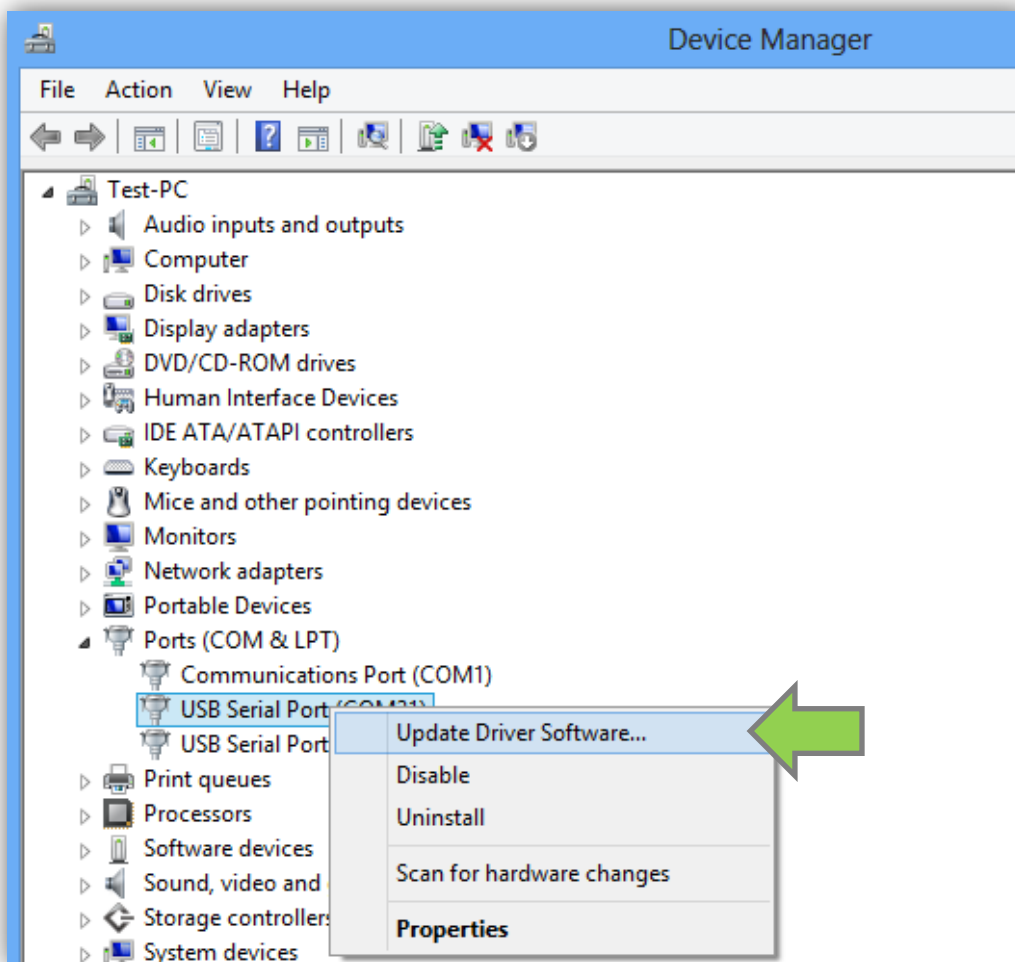 Device Manager
File Action View Help
Test-PC
Audio inputs and outputs
Computer
Disk drives
Display adapters
DVD/CD-ROM drives
Human Interface Devices
IDE ATA/ATAPI controllers
Keyboards
Mice and other pointing devices
Monitors
Network adapters
Portable Devices
Ports (COM & LPT)
Communications Port (COM1)
USB Serial Port
Update Driver Software...
USB Serial Port
Disable
Print queues
Processors
Uninstall
Software devices
Scan for hardware changes
Sound, video and
Storage controllers
Properties
System devices